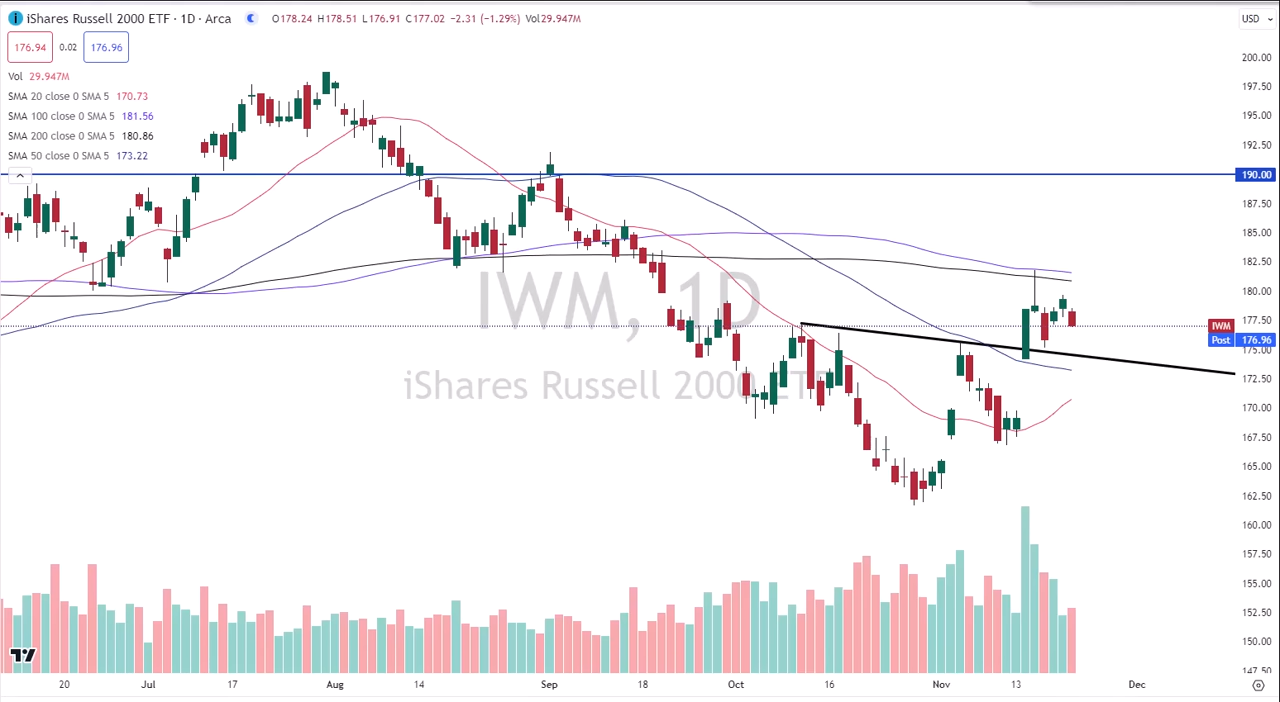 iShares Russell 2000 ETF · 1D · Arca O178.24 H178.51 L176.91 C177.02 −2.31 (−1.29%) Vol29.947M
USD
176.94 0.02 176.96
Vol 29.947M
SMA 20 close 0 SMA 5 170.73
SMA 100 close 0 SMA 5 181.56
SMA 200 close 0 SMA 5 180.86
SMA 50 close 0 SMA 5 173.22
IWM, 1D
iShares Russell 2000 ETF
200.00
197.50
195.00
192.50
190.00
187.50
185.00
182.50
180.00
177.50
IWM
Post 176.96
175.00
172.50
170.00
167.50
165.00
162.50
160.00
157.50
155.00
152.50
150.00
147.50
20 Jul 17 Aug 14 Sep 18 Oct 16 Nov 13 Dec